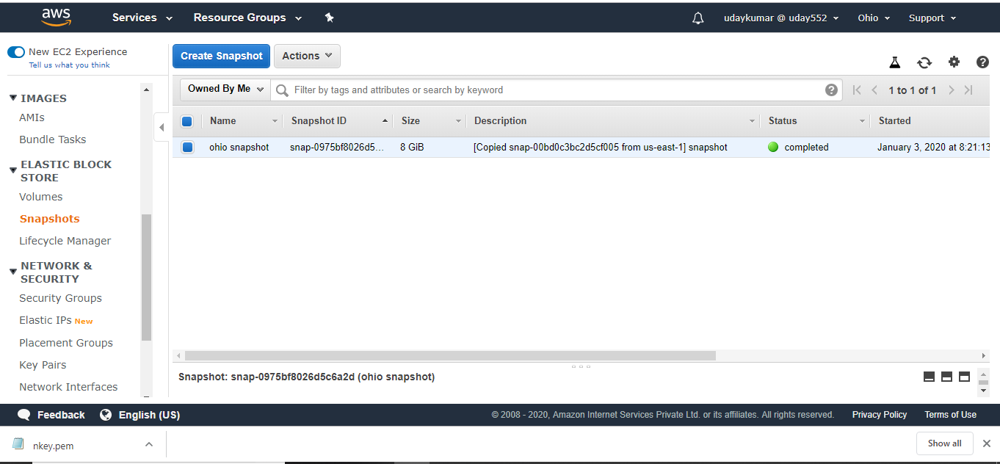 aws Services Resource Groups udaykumar @ uday552 Ohio Support
New EC2 Experience
Tell us what you think
Create Snapshot Actions
Owned By Me Filter by tags and attributes or search by keyword ? 1 to 1 of 1
Name Snapshot ID Size Description Status Started
ohio snapshot snap-0975bf8026d5... 8 GiB [Copied snap-00bd0c3bc2d5cf005 from us-east-1] snapshot completed January 3, 2020 at 8:21:13
IMAGES
AMIs
Bundle Tasks
ELASTIC BLOCK
STORE
Volumes
Snapshots
Lifecycle Manager
NETWORK &
SECURITY
Security Groups
Elastic IPs New
Placement Groups
Key Pairs
Network Interfaces
Snapshot: snap-0975bf8026d5c6a2d (ohio snapshot)
Feedback English (US) © 2008 - 2020, Amazon Internet Services Private Ltd. or its affiliates. All rights reserved. Privacy Policy Terms of Use
nkey.pem Show all